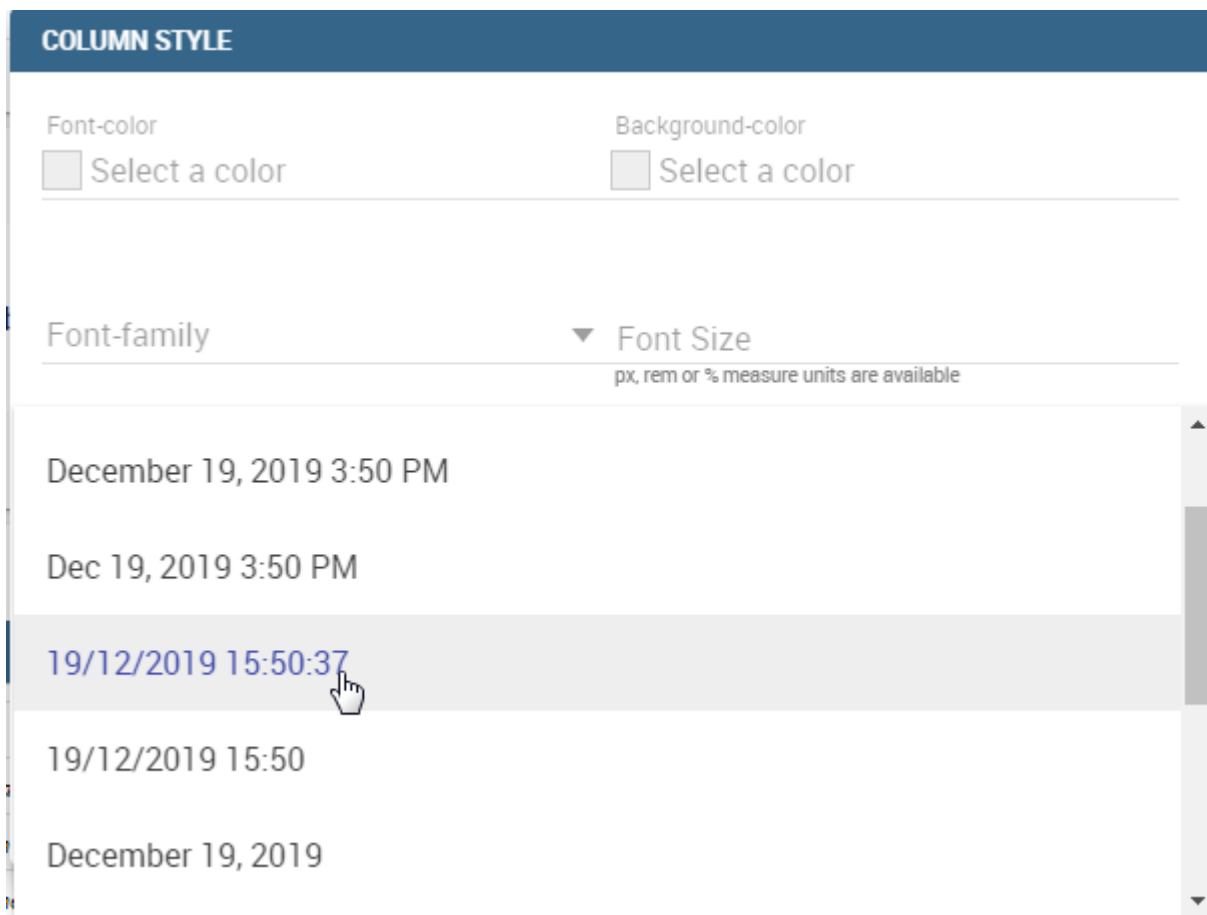 COLUMN STYLE
Font-color Background-color
Select a color Select a color
Font-family Font Size
px, rem or % measure units are available
December 19, 2019 3:50 PM
Dec 19, 2019 3:50 PM
19/12/2019 15:50:37
19/12/2019 15:50
December 19, 2019